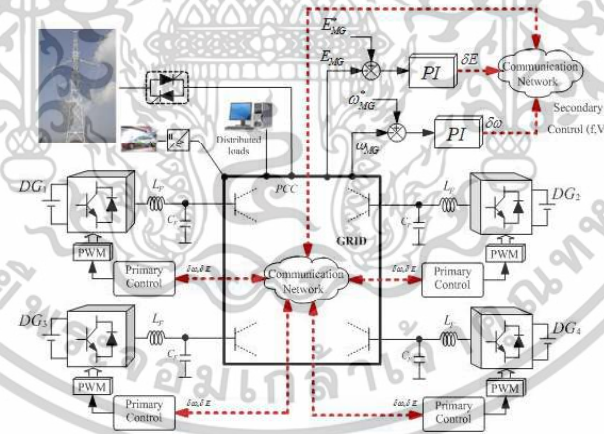 E*MG
EMG
PI
δE
Communication
Network
ω*MG
ωMG
PI
δω
Secondary
Control (f,V
Distributed
loads
PCC
DG1
LF
CF
PWM
Primary
Control
δω,δE
GRID
Communication
Network
LF
CF
DG2
PWM
Primary
Control
δω,δE
DG3
LF
CF
PWM
Primary
Control
δω,δE
LF
CF
DG4
PWM
Primary
Control
δω,δE